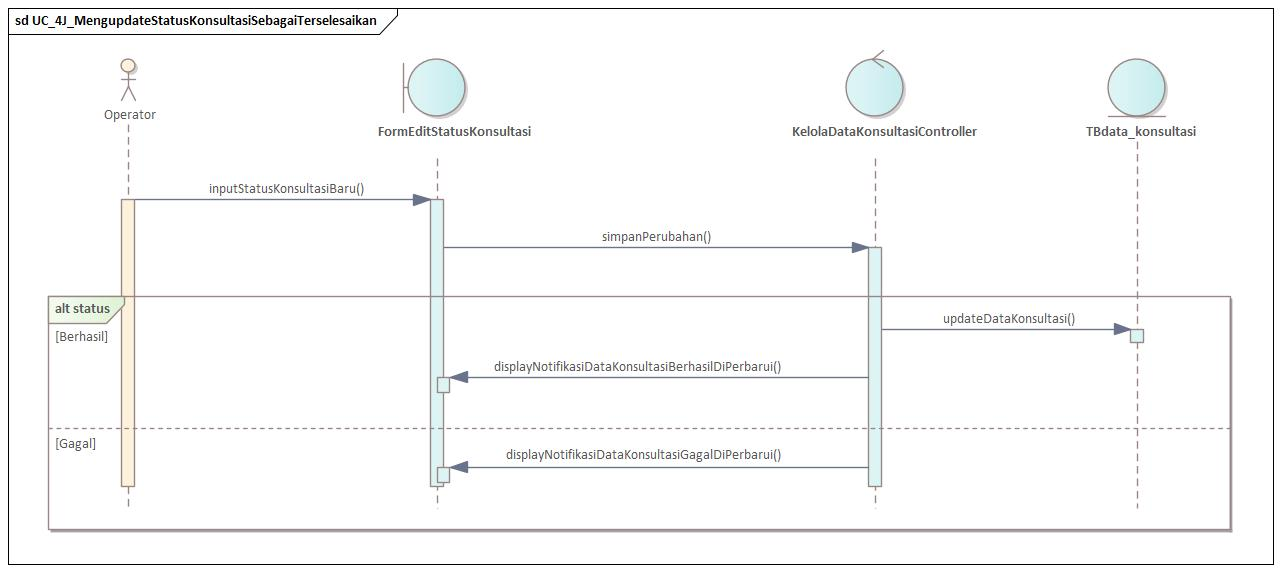 sd UC_4J_MengupdateStatusKonsultasiSebagaiTerselesaikan
Operator
FormEditStatusKonsultasi
KelolaDataKonsultasiController
TBdata_konsultasi
inputStatusKonsultasiBaru()
simpanPerubahan()
alt status
updateDataKonsultasi()
[Berhasil]
displayNotifikasiDataKonsultasiBerhasilDiPerbarui()
[Gagal]
displayNotifikasiDataKonsultasiGagalDiPerbarui()